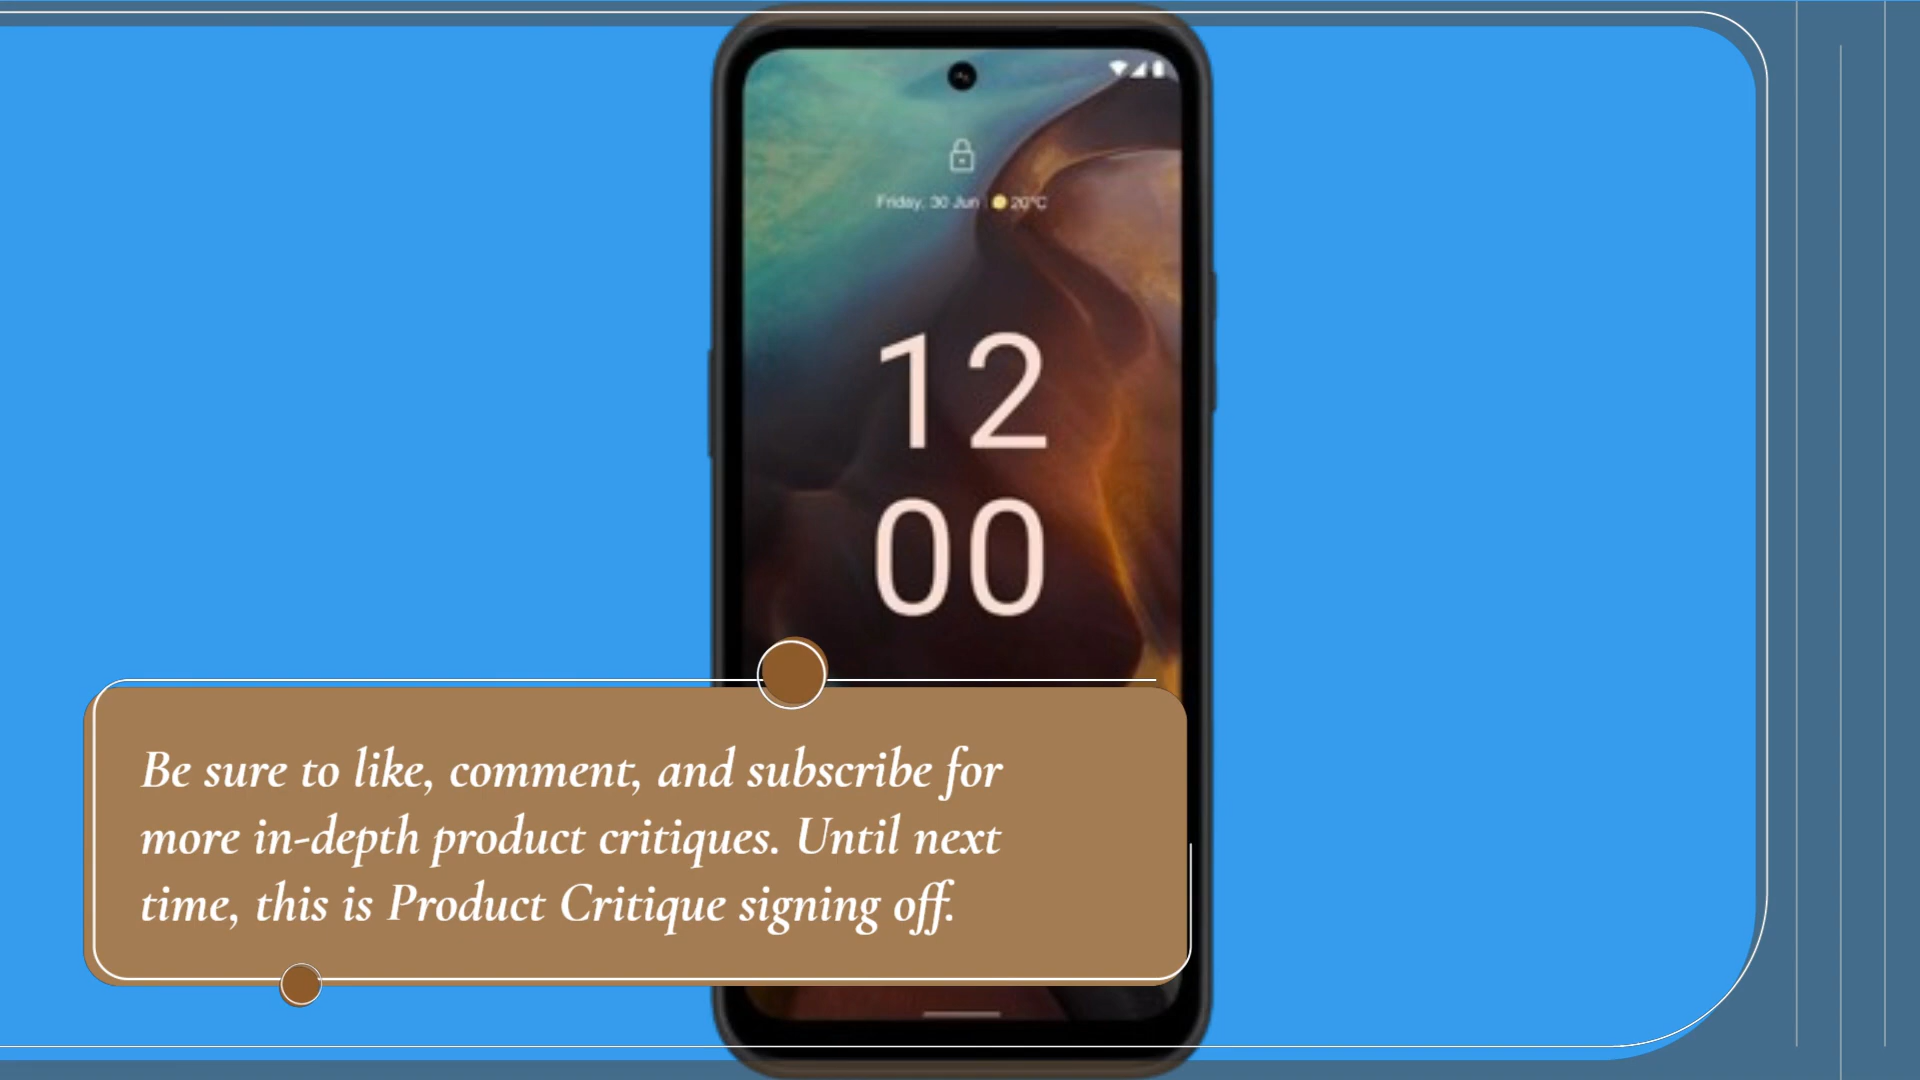 Friday, 30 Jun 20°C
12
00
Be sure to like, comment, and subscribe for
more in-depth product critiques. Until next
time, this is Product Critique signing off.